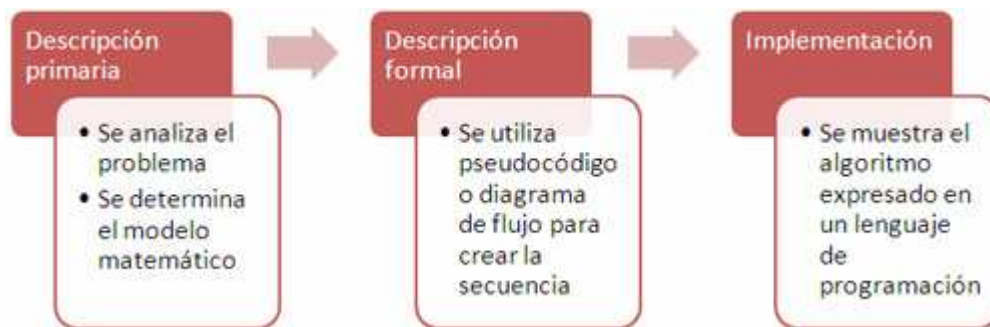 Descripción
primaria
• Se analiza el
problema
• Se determina
el modelo
matemático
Descripción
formal
• Se utiliza
pseudocódigo
o diagrama
de flujo para
crear la
secuencia
Implementación
• Se muestra el
algoritmo
expresado en
un lenguaje
de
programación